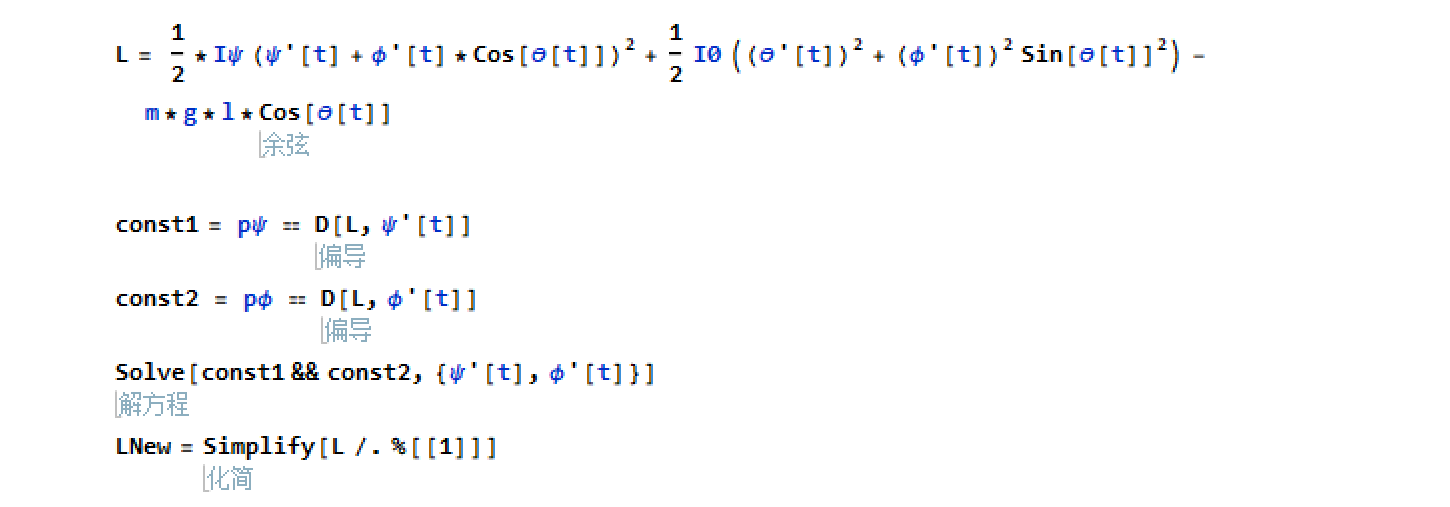 L = 1/2 * Iψ (ψ'[t] + ϕ'[t] * Cos[θ[t]])^2 + 1/2 I0 ((θ'[t])^2 + (ϕ'[t])^2 Sin[θ[t]]^2) -
m * g * l * Cos[θ[t]]
余弦
const1 = pψ == D[L, ψ'[t]]
偏导
const2 = pϕ == D[L, ϕ'[t]]
偏导
Solve[const1 && const2, {ψ'[t], ϕ'[t]}]
解方程
LNew = Simplify[L /. %[[1]]]
化简